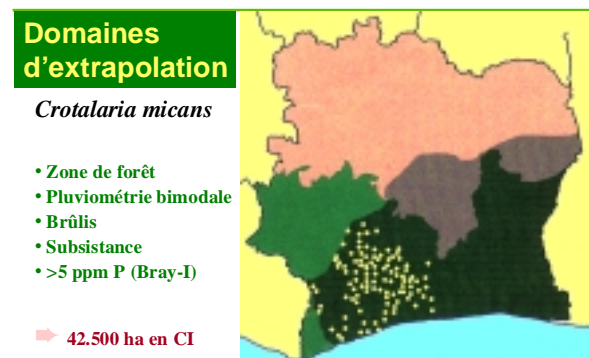 Domaines
d'extrapolation
Crotalaria micans
• Zone de forêt
• Pluviométrie bimodale
• Brûlis
• Subsistance
• >5 ppm P (Bray-I)
42.500 ha en CI